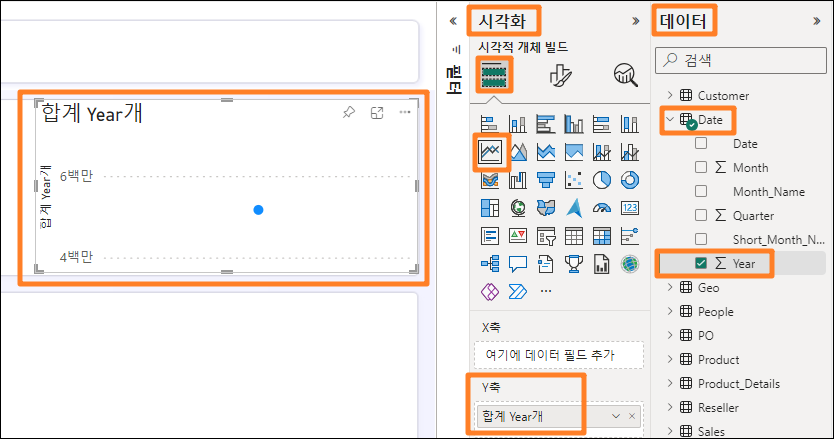 합계 Year개
합계 Year개
6백만
4백만
필터
시각화
시각적 개체 빌드
123
X축
여기에 데이터 필드 추가
Y축
합계 Year개
데이터
검색
Customer
Date
Date
Month
Month_Name
Quarter
Short_Month_N...
Year
Geo
People
PO
Product
Product_Details
Reseller
Sales